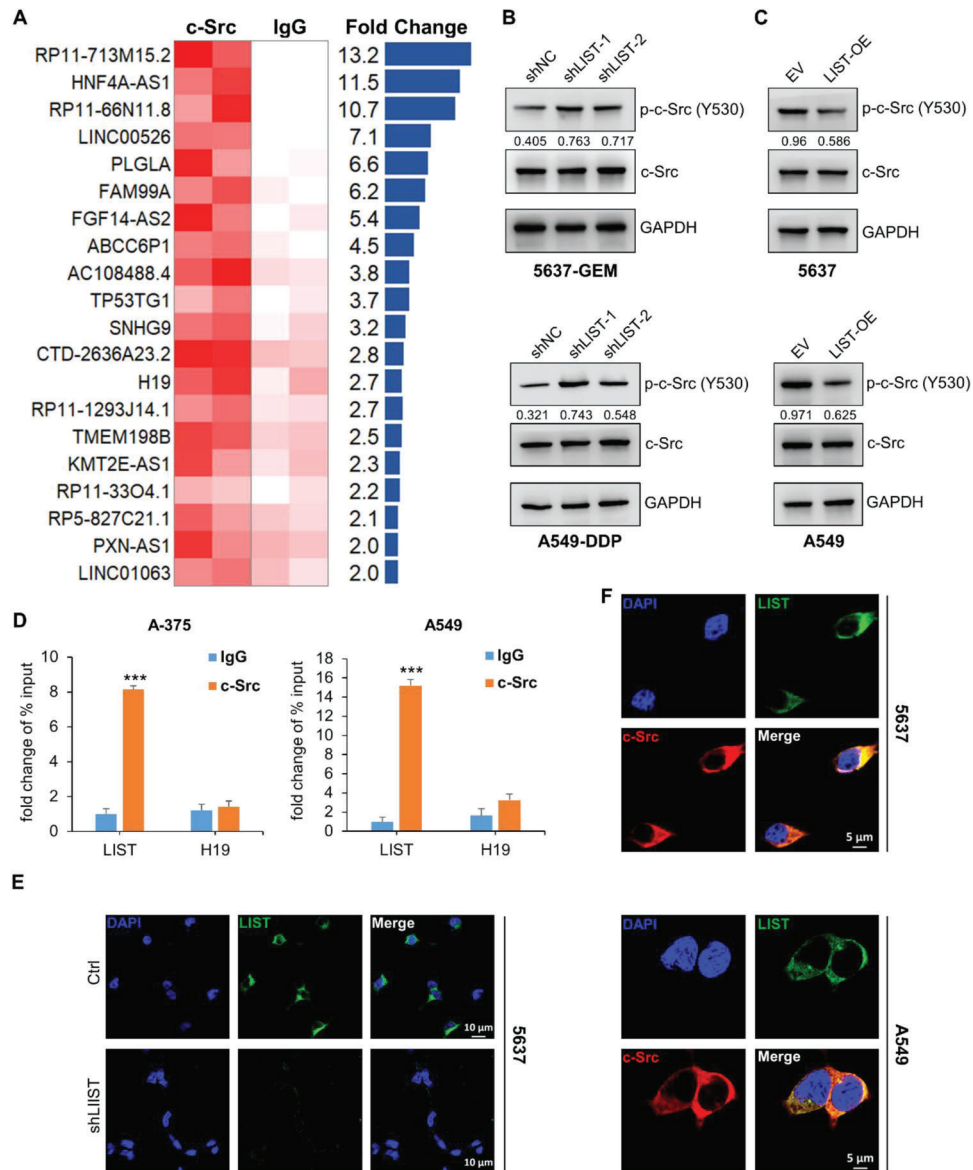 A
c-Src IgG Fold Change
RP11-713M15.2 13.2
HNF4A-AS1 11.5
RP11-66N11.8 10.7
LINC00526 7.1
PLGLA 6.6
FAM99A 6.2
FGF14-AS2 5.4
ABCC6P1 4.5
AC108488.4 3.8
TP53TG1 3.7
SNHG9 3.2
CTD-2636A23.2 2.8
H19 2.7
RP11-1293J14.1 2.7
TMEM198B 2.5
KMT2E-AS1 2.3
RP11-33O4.1 2.2
RP5-827C21.1 2.1
PXN-AS1 2.0
LINC01063 2.0
B
shNC shLIST-1 shLIST-2
p-c-Src (Y530)
0.405 0.763 0.717
c-Src
GAPDH
5637-GEM
shNC shLIST-1 shLIST-2
p-c-Src (Y530)
0.321 0.743 0.548
c-Src
GAPDH
A549-DDP
C
EV LIST-OE
p-c-Src (Y530)
0.96 0.586
c-Src
GAPDH
5637
EV LIST-OE
p-c-Src (Y530)
0.971 0.625
c-Src
GAPDH
A549
D
A-375
fold change of % input
10
8
6
4
2
0
***
IgG
c-Src
LIST H19
A549
fold change of % input
18
16
14
12
10
8
6
4
2
0
***
IgG
c-Src
LIST H19
E
Ctrl
DAPI LIST Merge
10 μm
shLIIST
10 μm
5637
F
DAPI LIST
c-Src Merge
5 μm
5637
DAPI LIST
c-Src Merge
5 μm
A549